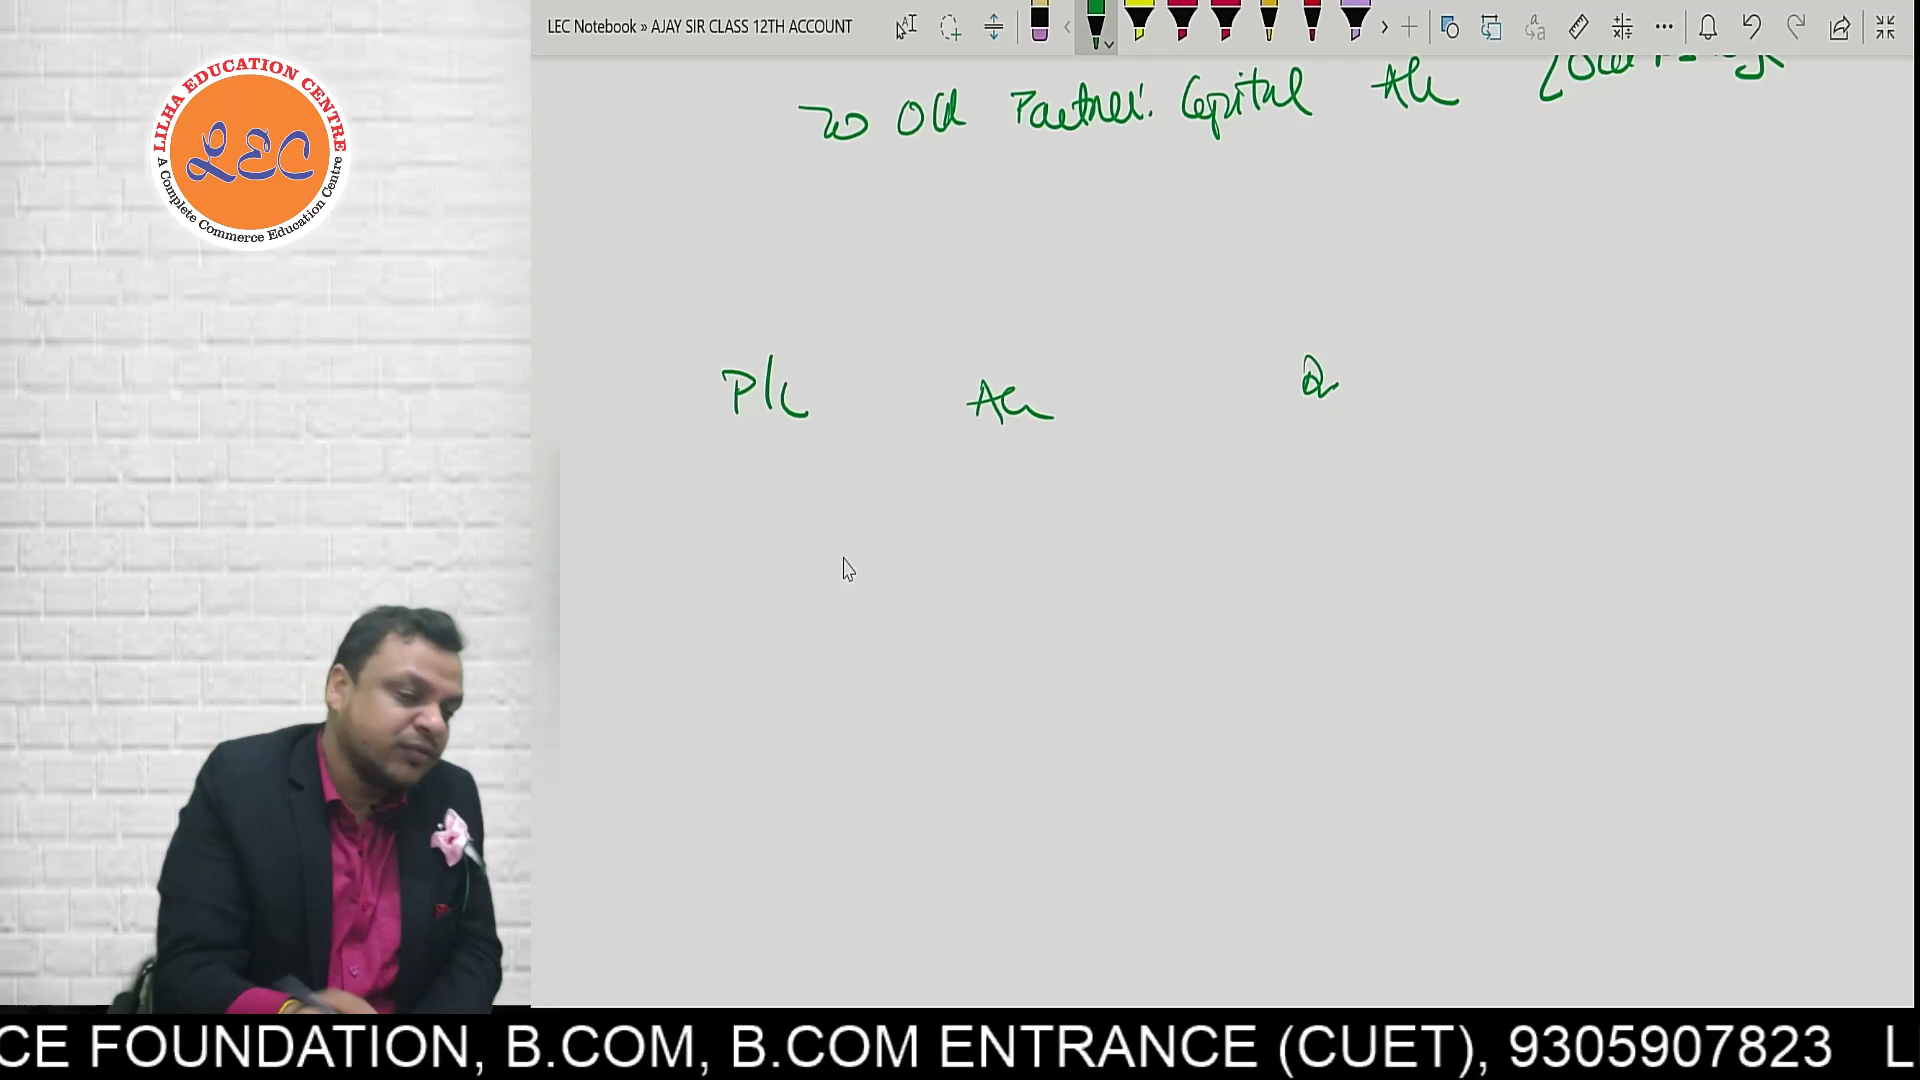 LEC Notebook » AJAY SIR CLASS 12TH ACCOUNT
LILHA EDUCATION CENTRE
LEC
A Complete Commerce Education Centre
To Old Partner's Capital A/c
P/L A/c Dr
CE FOUNDATION, B.COM, B.COM ENTRANCE (CUET), 9305907823 L